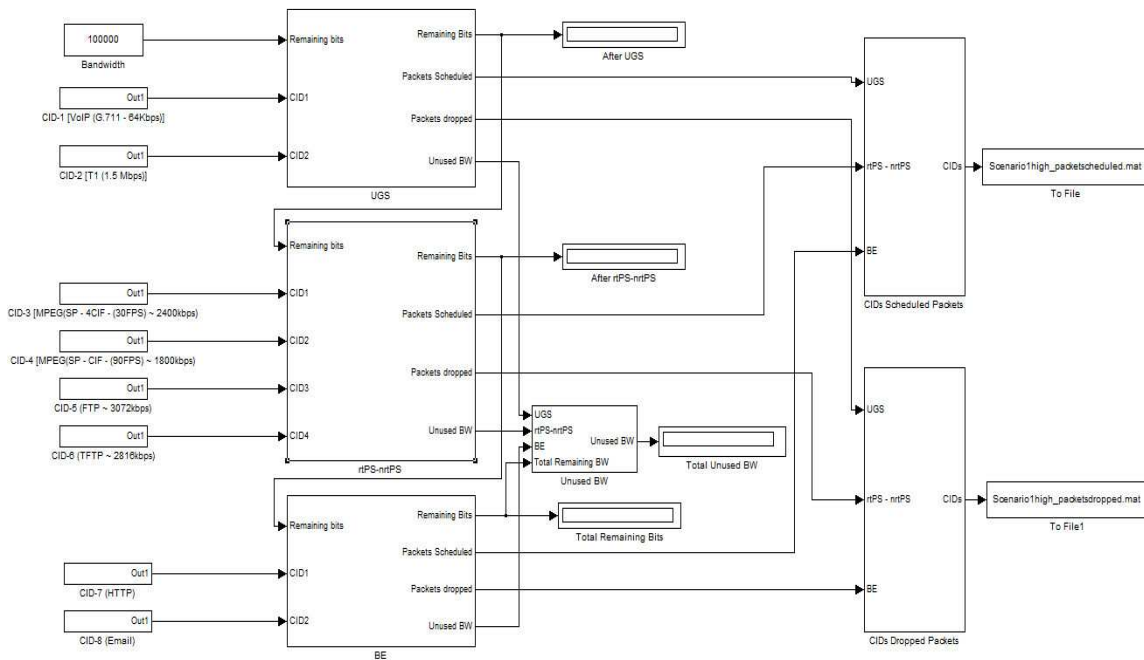 100000
Bandwidth
Out1
CID-1 [VoIP (G.711 - 64Kbps)]
Out1
CID-2 [T1 (1.5 Mbps)]
Remaining bits
CID1
CID2
Remaining Bits
Packets Scheduled
Packets dropped
Unused BW
UGS
After UGS
Out1
CID-3 [MPEG(SP - 4CIF - (30FPS) ~ 2400kbps)
Out1
CID-4 [MPEG(SP - CIF - (90FPS) ~ 1800kbps)
Out1
CID-5 (FTP ~ 3072kbps)
Out1
CID-6 (TFTP ~ 2816kbps)
Remaining bits
CID1
CID2
CID3
CID4
Remaining Bits
Packets Scheduled
Packets dropped
Unused BW
rtPS-nrtPS
After rtPS-nrtPS
UGS
rtPS-nrtPS
BE
Total Remaining BW
Unused BW
Unused BW
Total Unused BW
Out1
CID-7 (HTTP)
Out1
CID-8 (Email)
Remaining bits
CID1
CID2
Remaining Bits
Packets Scheduled
Packets dropped
Unused BW
BE
Total Remaining Bits
UGS
rtPS - nrtPS
BE
CIDs
CIDs Scheduled Packets
Scenario1high_packetscheduled.mat
To File
UGS
rtPS - nrtPS
BE
CIDs
CIDs Dropped Packets
Scenario1high_packetsdropped.mat
To File1